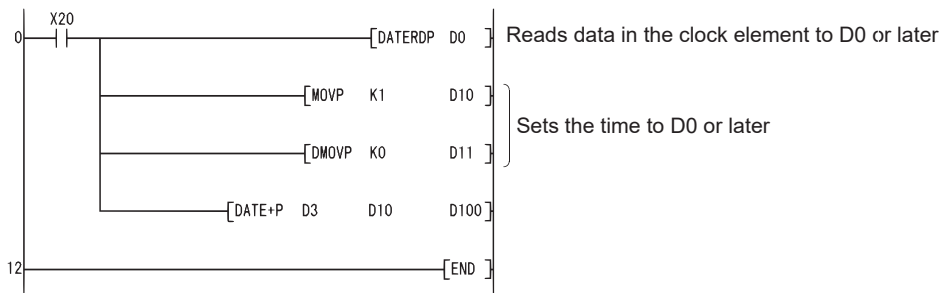 X20
0 [DATERDP D0 ] Reads data in the clock element to D0 or later
[MOVP K1 D10 ]
Sets the time to D0 or later
[DMOVP K0 D11 ]
[DATE+P D3 D10 D100 ]
12 [END ]